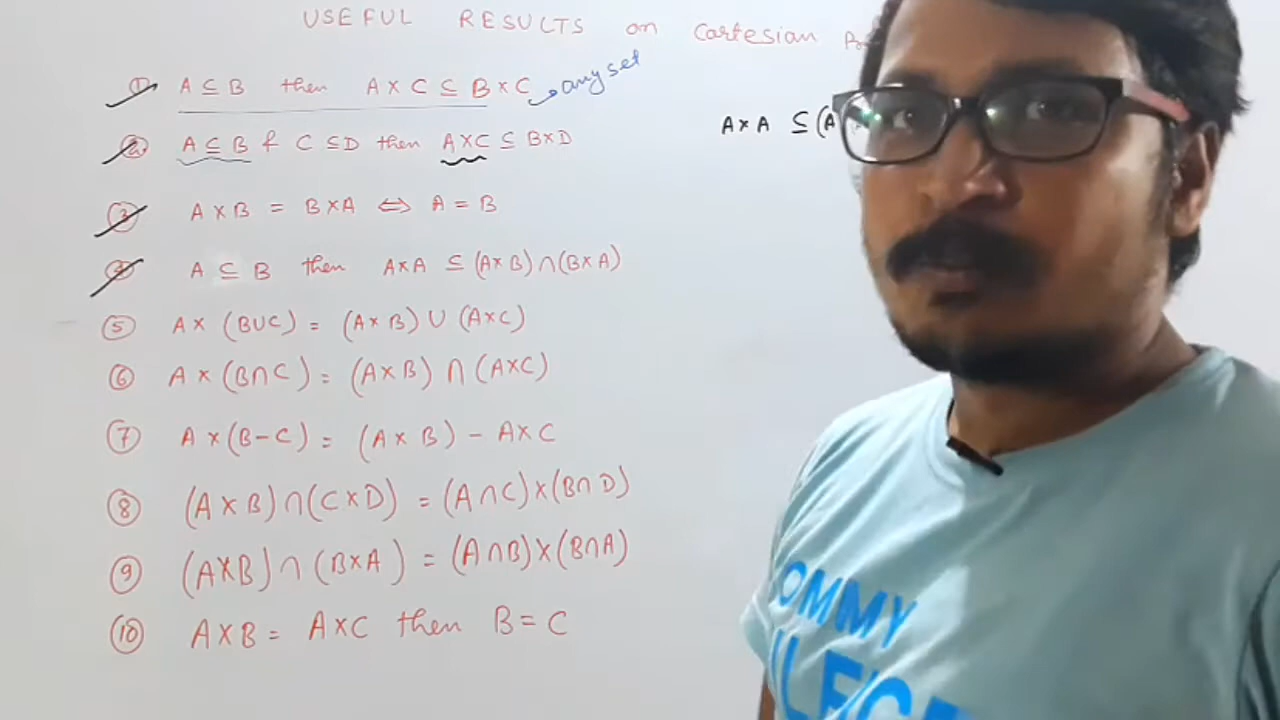 USEFUL RESULTS on Cartesian
① A ⊆ B then A × C ⊆ B × C any set
② A ⊆ B & C ⊆ D then A×C ⊆ B×D
A×A ⊆ (A
③ A × B = B × A ⇔ A = B
④ A ⊆ B then A×A ⊆ (A×B) ∩ (B×A)
⑤ A × (B∪C) = (A × B) ∪ (A×C)
⑥ A × (B∩C) = (A×B) ∩ (A×C)
⑦ A × (B−C) = (A × B) − A×C
⑧ (A × B) ∩ (C × D) = (A∩C) × (B∩D)
⑨ (A×B) ∩ (B×A) = (A∩B) × (B∩A)
⑩ A×B = A×C then B = C
OMMY